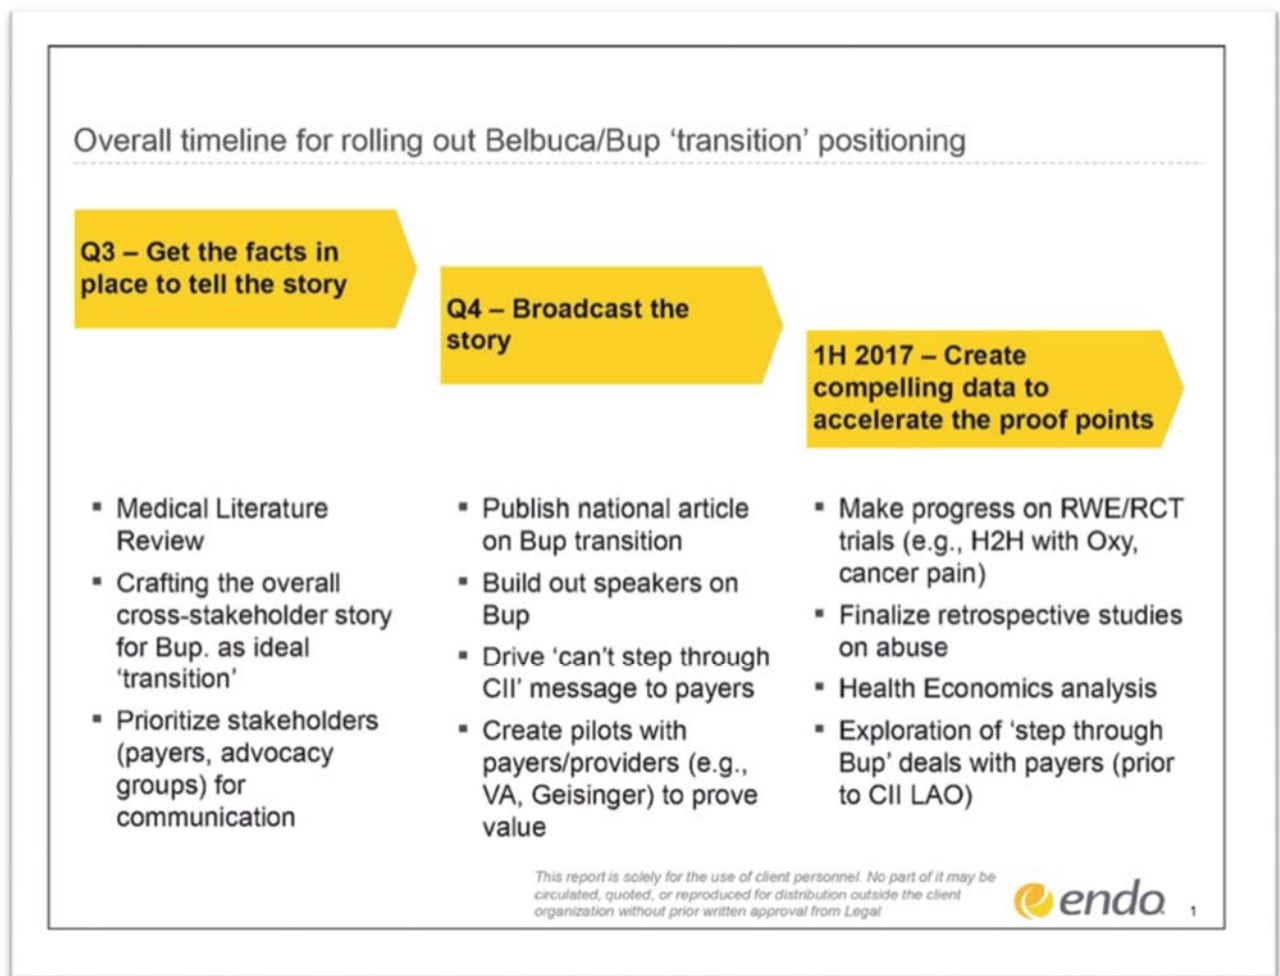 Overall timeline for rolling out Belbuca/Bup ‘transition’ positioning
Q3 – Get the facts in
place to tell the story
Q4 – Broadcast the
story
1H 2017 – Create
compelling data to
accelerate the proof points
▪ Medical Literature
Review
▪ Crafting the overall
cross-stakeholder story
for Bup. as ideal
‘transition’
▪ Prioritize stakeholders
(payers, advocacy
groups) for
communication
▪ Publish national article
on Bup transition
▪ Build out speakers on
Bup
▪ Drive ‘can’t step through
CII’ message to payers
▪ Create pilots with
payers/providers (e.g.,
VA, Geisinger) to prove
value
▪ Make progress on RWE/RCT
trials (e.g., H2H with Oxy,
cancer pain)
▪ Finalize retrospective studies
on abuse
▪ Health Economics analysis
▪ Exploration of ‘step through
Bup’ deals with payers (prior
to CII LAO)
This report is solely for the use of client personnel. No part of it may be
circulated, quoted, or reproduced for distribution outside the client
organization without prior written approval from Legal
endo
1